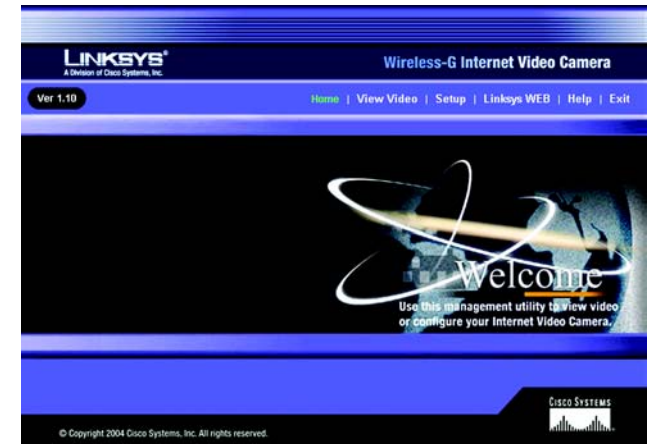 LINKSYS®
A Division of Cisco Systems, Inc.
Wireless-G Internet Video Camera
Ver 1.10
Home | View Video | Setup | Linksys WEB | Help | Exit
Welcome
Use this management utility to view video
or configure your Internet Video Camera.
CISCO SYSTEMS
© Copyright 2004 Cisco Systems, Inc. All rights reserved.